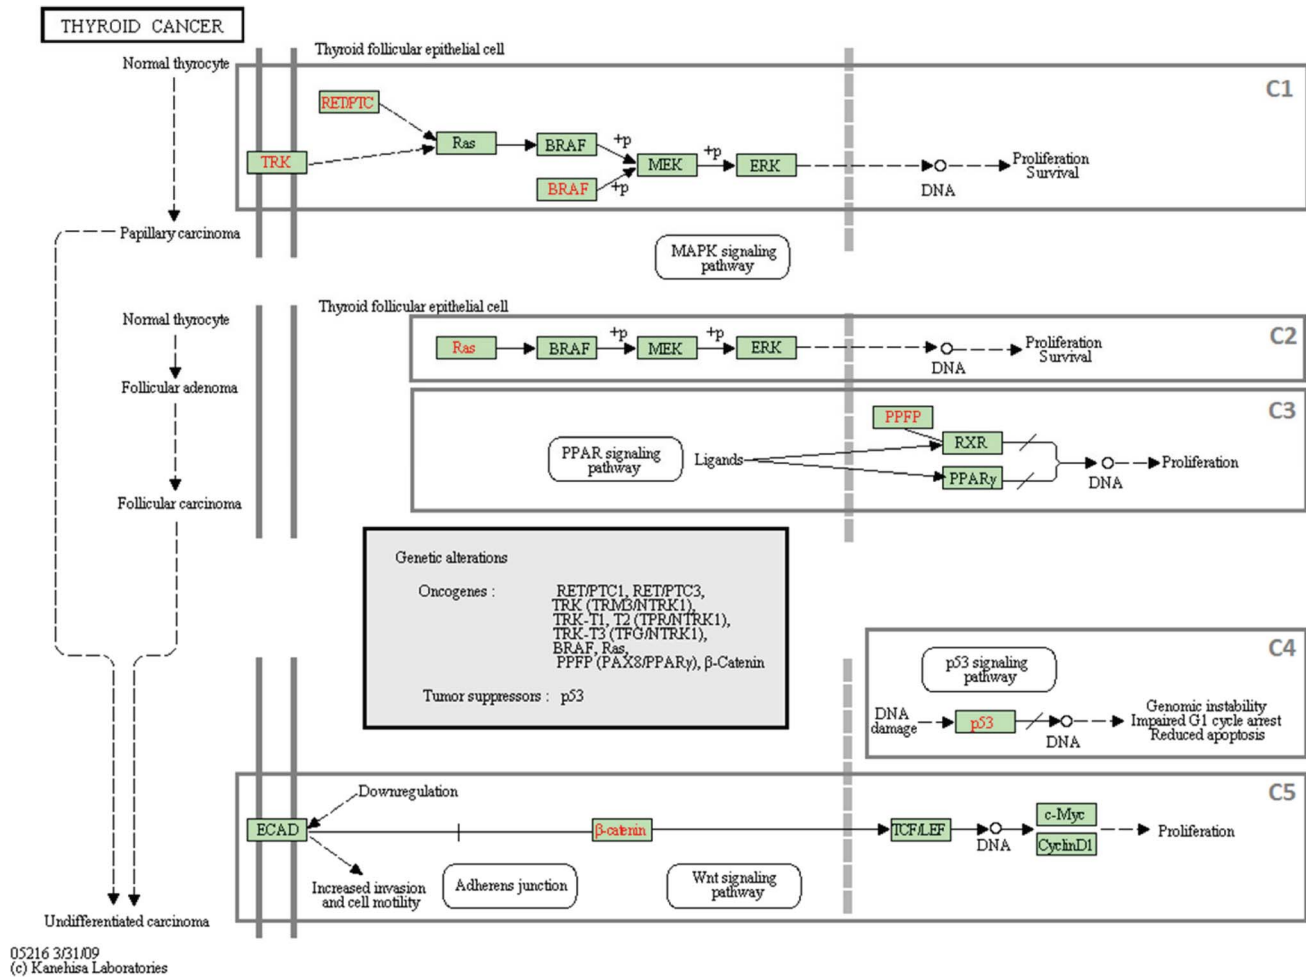 THYROID CANCER
Thyroid follicular epithelial cell
Normal thyrocyte
C1
RET/PTC
Ras
BRAF
+p
TRK
MEK
+p
ERK
BRAF
+p
DNA
Proliferation
Survival
Papillary carcinoma
MAPK signaling
pathway
Thyroid follicular epithelial cell
Normal thyrocyte
C2
Ras
BRAF
+p
MEK
+p
ERK
DNA
Proliferation
Survival
Follicular adenoma
C3
PPFP
PPAR signaling
pathway
Ligands
RXR
PPARγ
DNA
Proliferation
Follicular carcinoma
Genetic alterations
Oncogenes :
RET/PTC1, RET/PTC3,
TRK (TRM3/NTRK1),
TRK-T1, T2 (TPR/NTRK1),
TRK-T3 (TFG/NTRK1),
BRAF, Ras,
PPFP (PAX8/PPARγ), β-Catenin
Tumor suppressors : p53
C4
p53 signaling
pathway
DNA
damage
p53
DNA
Genomic instability
Impaired G1 cycle arrest
Reduced apoptosis
C5
Downregulation
ECAD
β-catenin
TCF/LEF
DNA
c-Myc
CyclinD1
Proliferation
Increased invasion
and cell motility
Adherens junction
Wnt signaling
pathway
Undifferentiated carcinoma
05216 3/31/09
(c) Kanehisa Laboratories